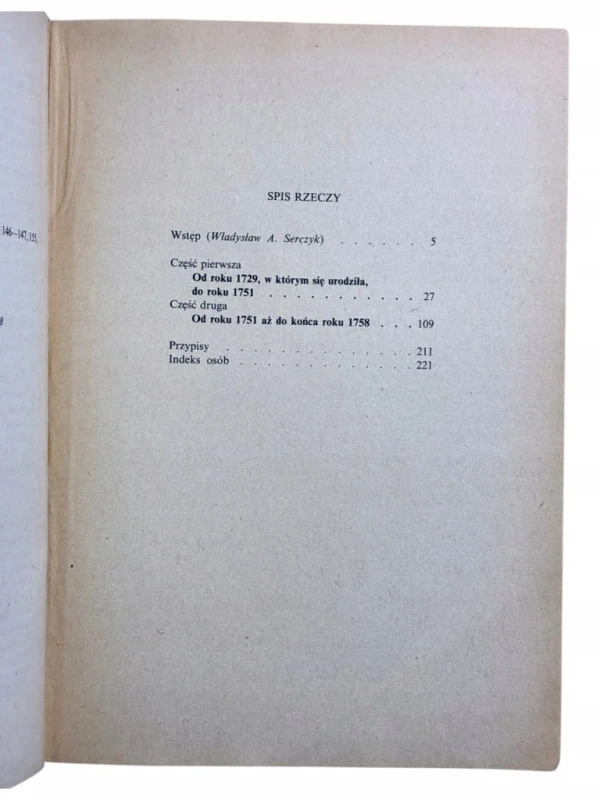 146—147, 155,
8
SPIS RZECZY
Wstęp (Władysław A. Serczyk) . . . . . . 5
Część pierwsza
Od roku 1729, w którym się urodziła,
do roku 1751 . . . . . . . . . . . 27
Część druga
Od roku 1751 aż do końca roku 1758 . . . 109
Przypisy . . . . . . . . . . . . . 211
Indeks osób . . . . . . . . . . . . 221